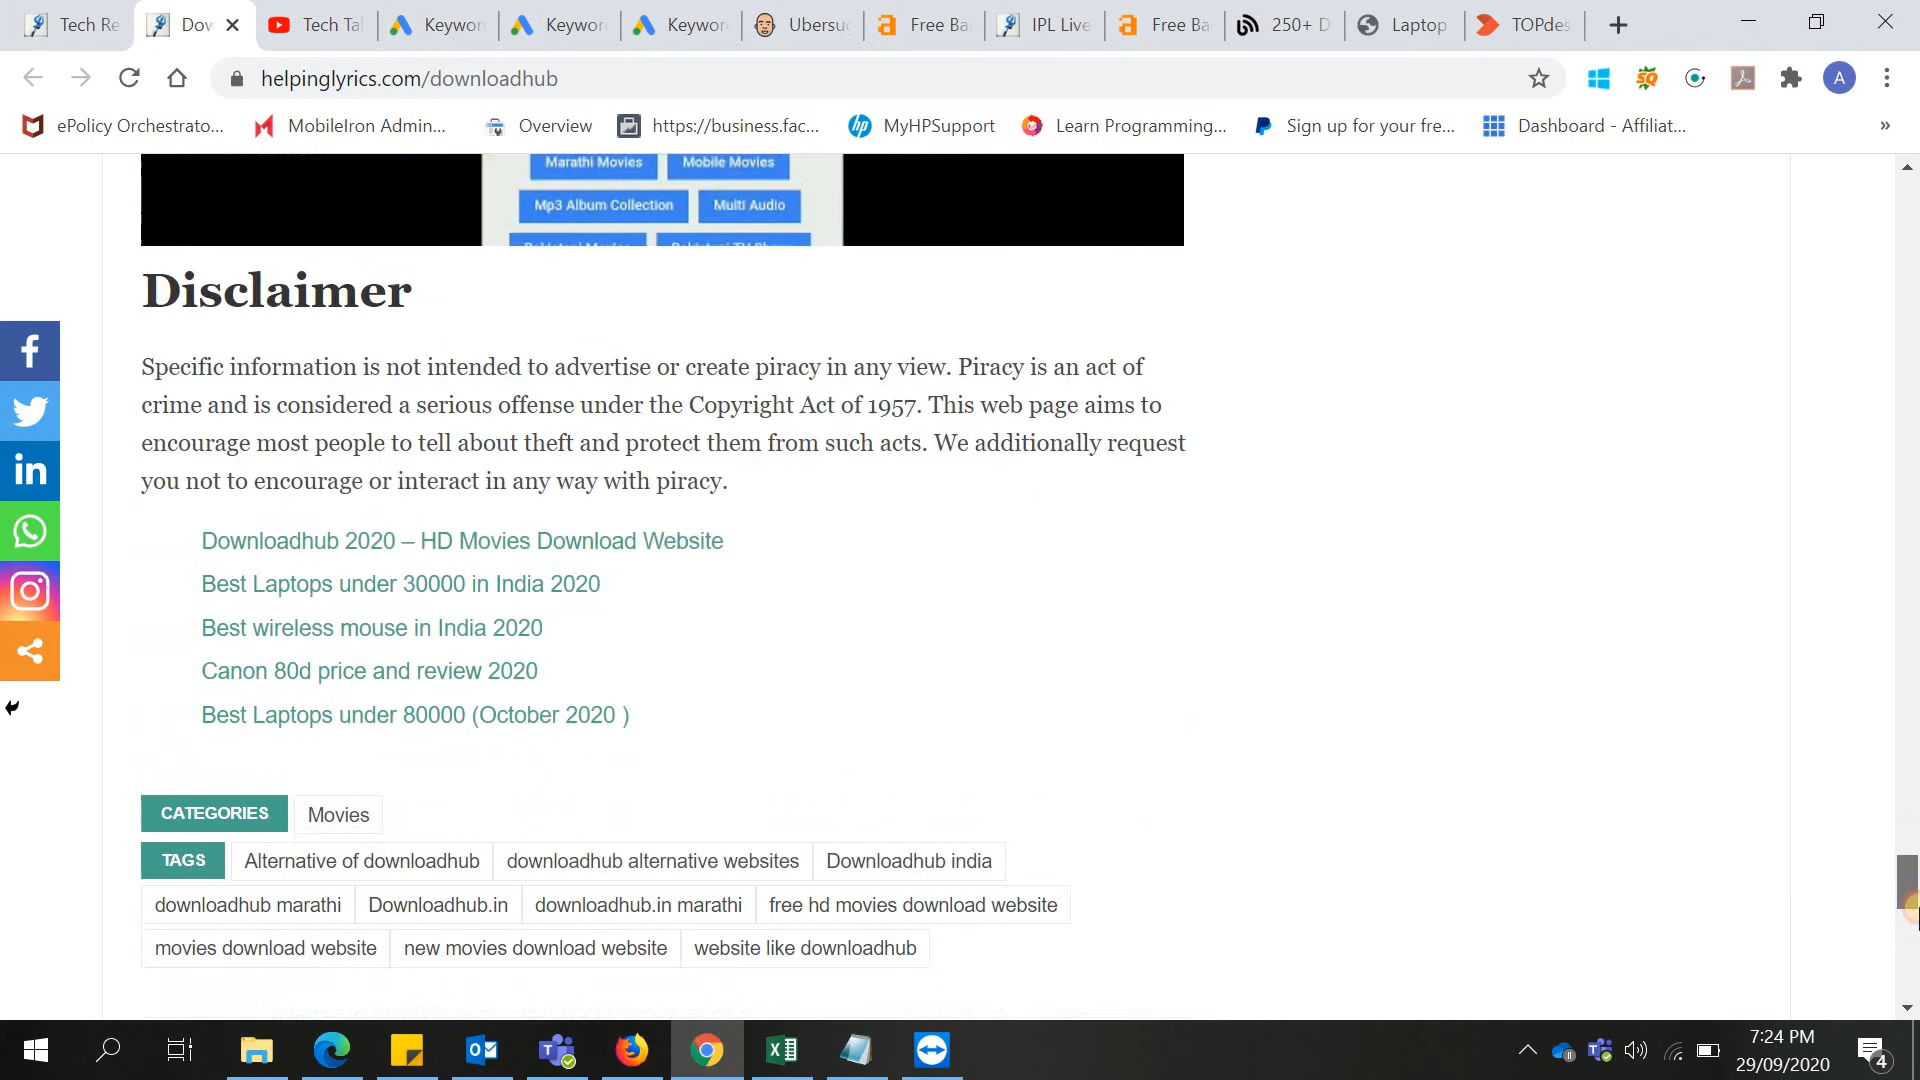 Tech Re
Dow
Tech Tal
Keywor
Keywor
Keywor
Ubersu
Free Ba
IPL Live
Free Ba
250+ D
Laptop
TOPdes
helpinglyrics.com/downloadhub
A
ePolicy Orchestrato...
MobileIron Admin...
Overview
https://business.fac...
MyHPSupport
Learn Programming...
Sign up for your fre...
Dashboard - Affiliat...
»
Marathi Movies
Mobile Movies
Mp3 Album Collection
Multi Audio
Disclaimer
Specific information is not intended to advertise or create piracy in any view. Piracy is an act of
crime and is considered a serious offense under the Copyright Act of 1957. This web page aims to
encourage most people to tell about theft and protect them from such acts. We additionally request
you not to encourage or interact in any way with piracy.
Downloadhub 2020 – HD Movies Download Website
Best Laptops under 30000 in India 2020
Best wireless mouse in India 2020
Canon 80d price and review 2020
Best Laptops under 80000 (October 2020 )
CATEGORIES Movies
TAGS Alternative of downloadhub downloadhub alternative websites Downloadhub india
downloadhub marathi Downloadhub.in downloadhub.in marathi free hd movies download website
movies download website new movies download website website like downloadhub
7:24 PM
29/09/2020
4